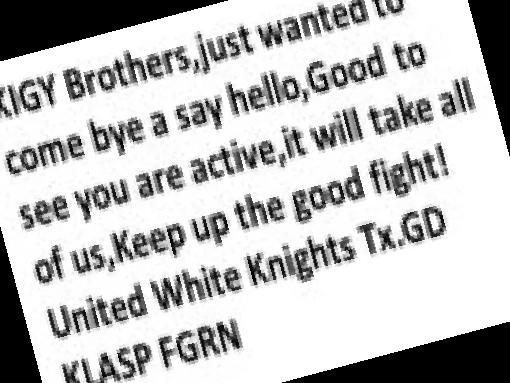 KIGY Brothers,just wanted to
come bye a say hello,Good to
see you are active,it will take all
of us,Keep up the good fight!
United White Knights Tx.GD
KLASP FGRN